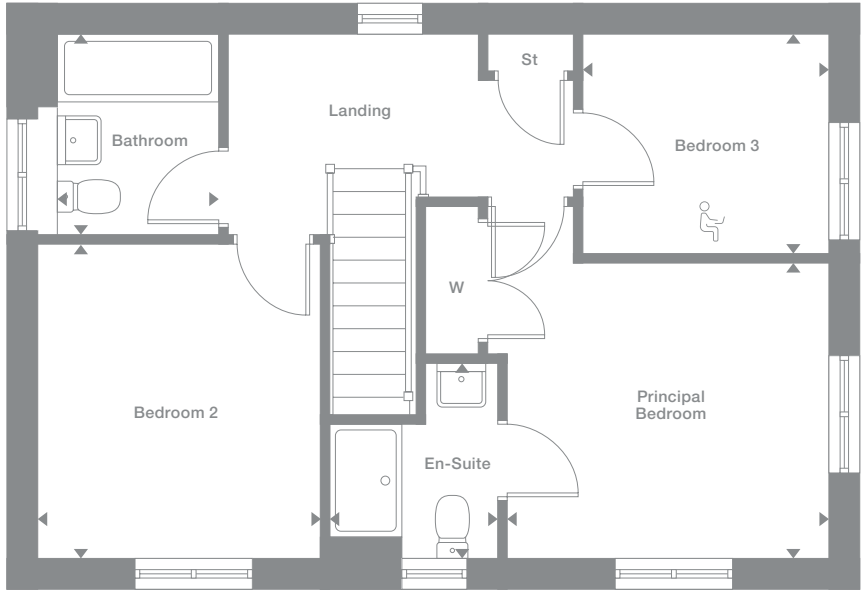 St
Landing
Bathroom
Bedroom 3
W
Principal
Bedroom
Bedroom 2
En-Suite